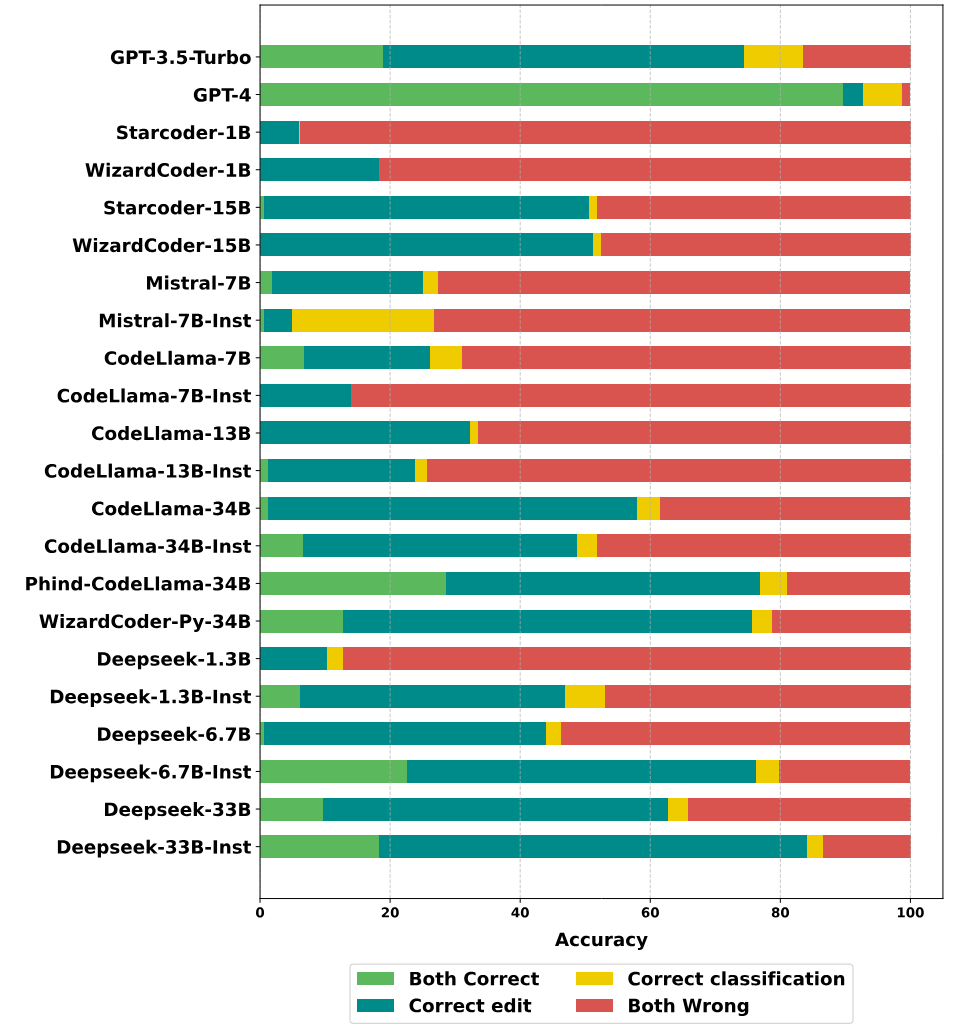 GPT-3.5-Turbo
GPT-4
Starcoder-1B
WizardCoder-1B
Starcoder-15B
WizardCoder-15B
Mistral-7B
Mistral-7B-Inst
CodeLlama-7B
CodeLlama-7B-Inst
CodeLlama-13B
CodeLlama-13B-Inst
CodeLlama-34B
CodeLlama-34B-Inst
Phind-CodeLlama-34B
WizardCoder-Py-34B
Deepseek-1.3B
Deepseek-1.3B-Inst
Deepseek-6.7B
Deepseek-6.7B-Inst
Deepseek-33B
Deepseek-33B-Inst
0 20 40 60 80 100
Accuracy
Both Correct Correct classification
Correct edit Both Wrong